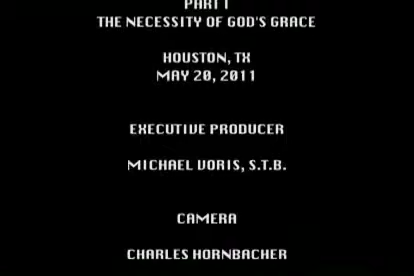 PART I
THE NECESSITY OF GOD'S GRACE
HOUSTON, TX
MAY 20, 2011
EXECUTIVE PRODUCER
MICHAEL VORIS, S.T.B.
CAMERA
CHARLES HORNBACHER